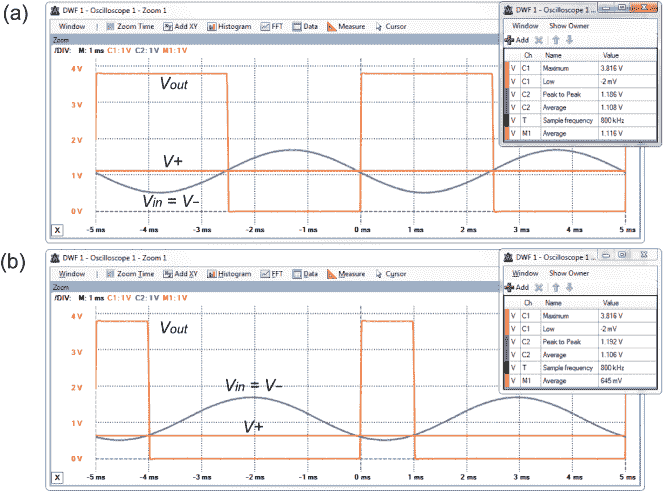 (a)
DWF 1 - Oscilloscope 1 - Zoom 1
Window Zoom Time Add XY Histogram FFT Data Measure Cursor
Zoom
/DIV: M: 1 ms C1: 1 V C2: 1 V M1: 1 V
4 V
3 V
2 V
1 V
0 V
Vout
V+
Vin = V–
X
-5 ms -4 ms -3 ms -2 ms -1 ms 0 ms 1 ms 2 ms 3 ms 4 ms 5 ms
DWF 1 - Oscilloscope 1 ...
Window Show Owner
Add
Ch Name Value
V C1 Maximum 3.816 V
V C1 Low -2 mV
V C2 Peak to Peak 1.186 V
V C2 Average 1.108 V
V T Sample frequency 800 kHz
V M1 Average 1.116 V
(b)
DWF 1 - Oscilloscope 1 - Zoom 1
Window Zoom Time Add XY Histogram FFT Data Measure Cursor
Zoom
/DIV: M: 1 ms C1: 1 V C2: 1 V M1: 1 V
4 V
3 V
2 V
1 V
0 V
Vout
Vin = V–
V+
X
-5 ms -4 ms -3 ms -2 ms -1 ms 0 ms 1 ms 2 ms 3 ms 4 ms 5 ms
DWF 1 - Oscilloscope 1 ...
Window Show Owner
Add
Ch Name Value
V C1 Maximum 3.816 V
V C1 Low -2 mV
V C2 Peak to Peak 1.192 V
V C2 Average 1.106 V
V T Sample frequency 800 kHz
V M1 Average 645 mV